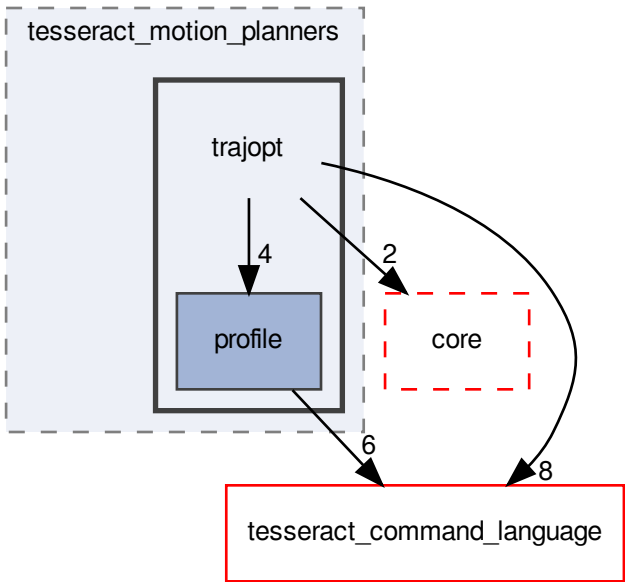 tesseract_motion_planners
trajopt
4
2
profile
core
6
8
tesseract_command_language